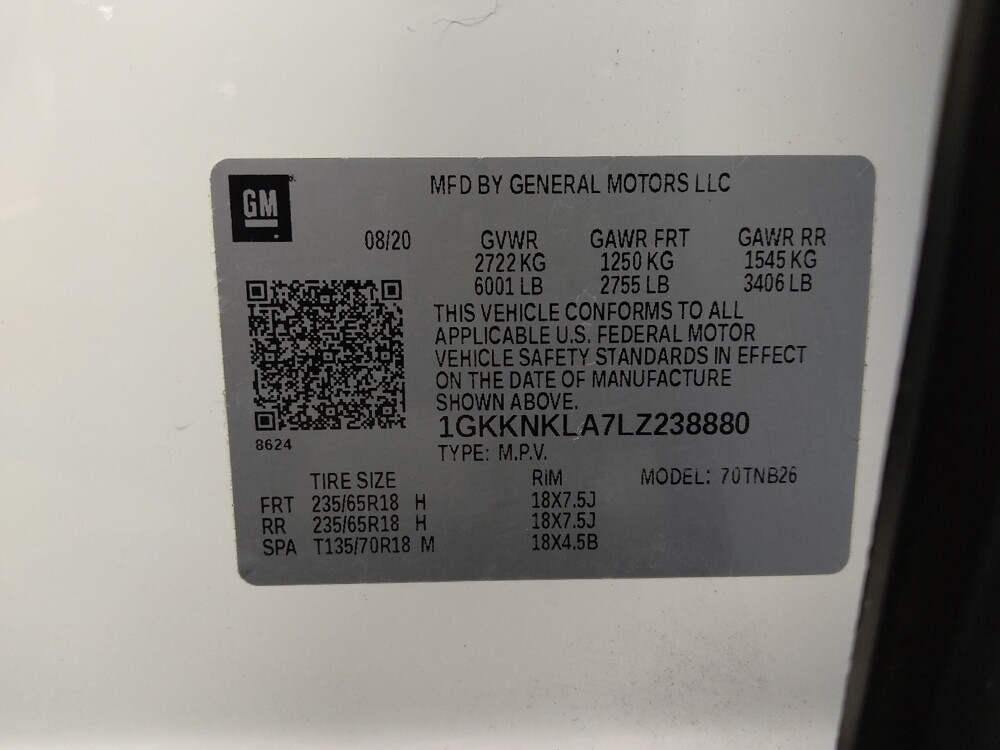 GM
MFD BY GENERAL MOTORS LLC
08/20 GVWR GAWR FRT GAWR RR
2722 KG 1250 KG 1545 KG
6001 LB 2755 LB 3406 LB
THIS VEHICLE CONFORMS TO ALL
APPLICABLE U.S. FEDERAL MOTOR
VEHICLE SAFETY STANDARDS IN EFFECT
ON THE DATE OF MANUFACTURE
SHOWN ABOVE.
1GKKNKLA7LZ238880
8624
TYPE: M.P.V.
TIRE SIZE RIM MODEL: 70TNB26
FRT 235/65R18 H 18X7.5J
RR 235/65R18 H 18X7.5J
SPA T135/70R18 M 18X4.5B